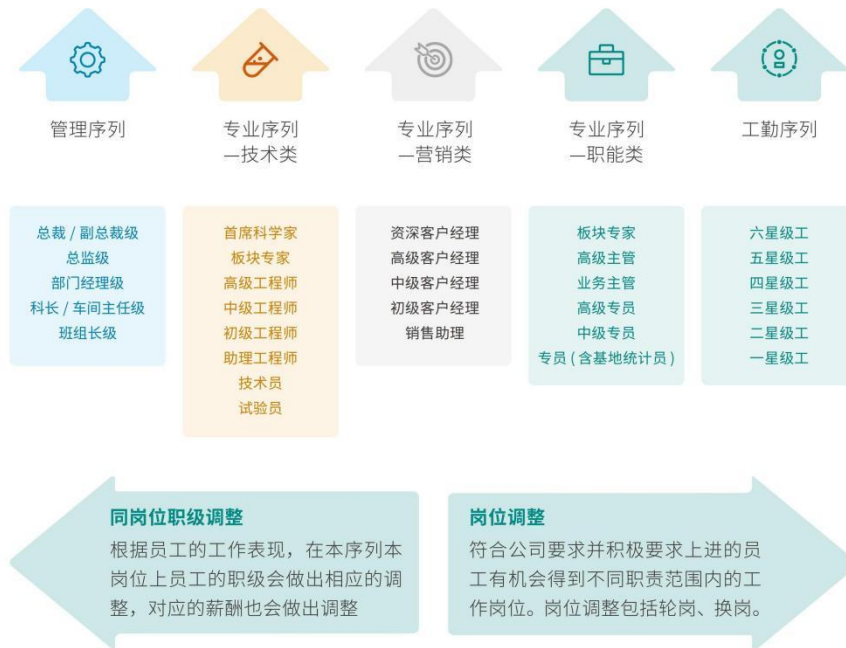 管理序列
专业序列
—技术类
专业序列
—营销类
专业序列
—职能类
工勤序列
总裁 / 副总裁级
总监级
部门经理级
科长 / 车间主任级
班组长级
首席科学家
板块专家
高级工程师
中级工程师
初级工程师
助理工程师
技术员
试验员
资深客户经理
高级客户经理
中级客户经理
初级客户经理
销售助理
板块专家
高级主管
业务主管
高级专员
中级专员
专员 ( 含基地统计员 )
六星级工
五星级工
四星级工
三星级工
二星级工
一星级工
同岗位职级调整
根据员工的工作表现，在本序列本
岗位上员工的职级会做出相应的调
整，对应的薪酬也会做出调整
岗位调整
符合公司要求并积极要求上进的员
工有机会得到不同职责范围内的工
作岗位。岗位调整包括轮岗、换岗。